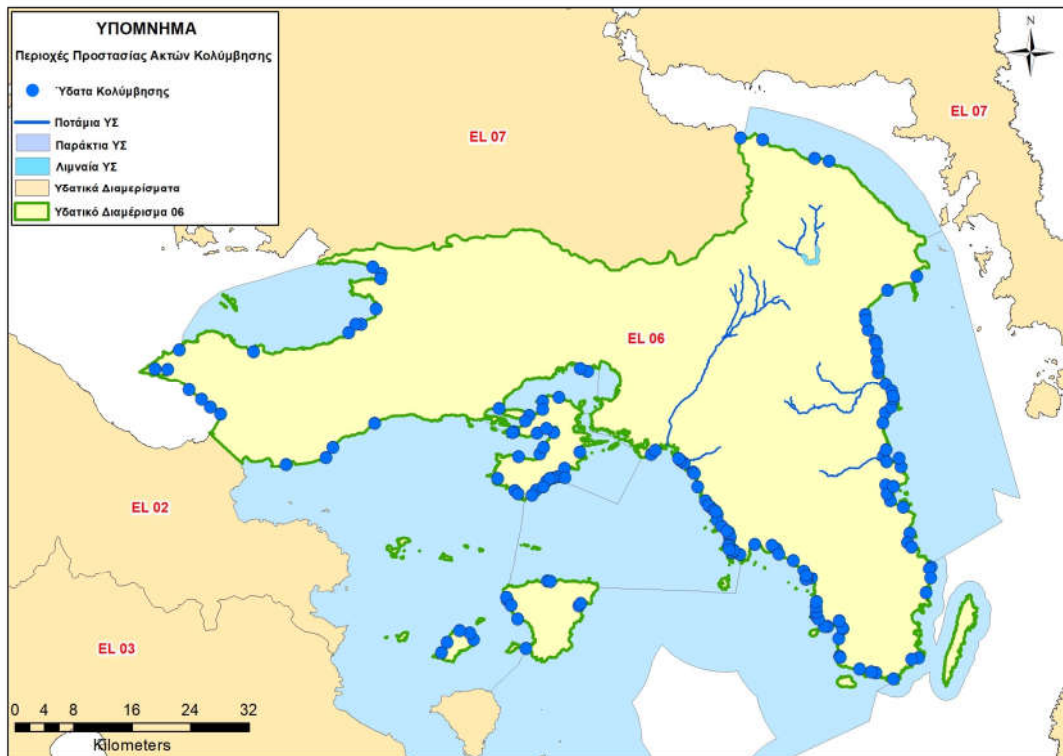 ΥΠΟΜΝΗΜΑ
Περιοχές Προστασίας Ακτών Κολύμβησης
Ύδατα Κολύμβησης
Ποτάμια ΥΣ
Παράκτια ΥΣ
Λιμναία ΥΣ
Υδατικά Διαμερίσματα
Υδατικό Διαμέρισμα 06
N
EL 07
EL 07
EL 06
EL 02
EL 03
0 4 8 16 24 32
Kilometers